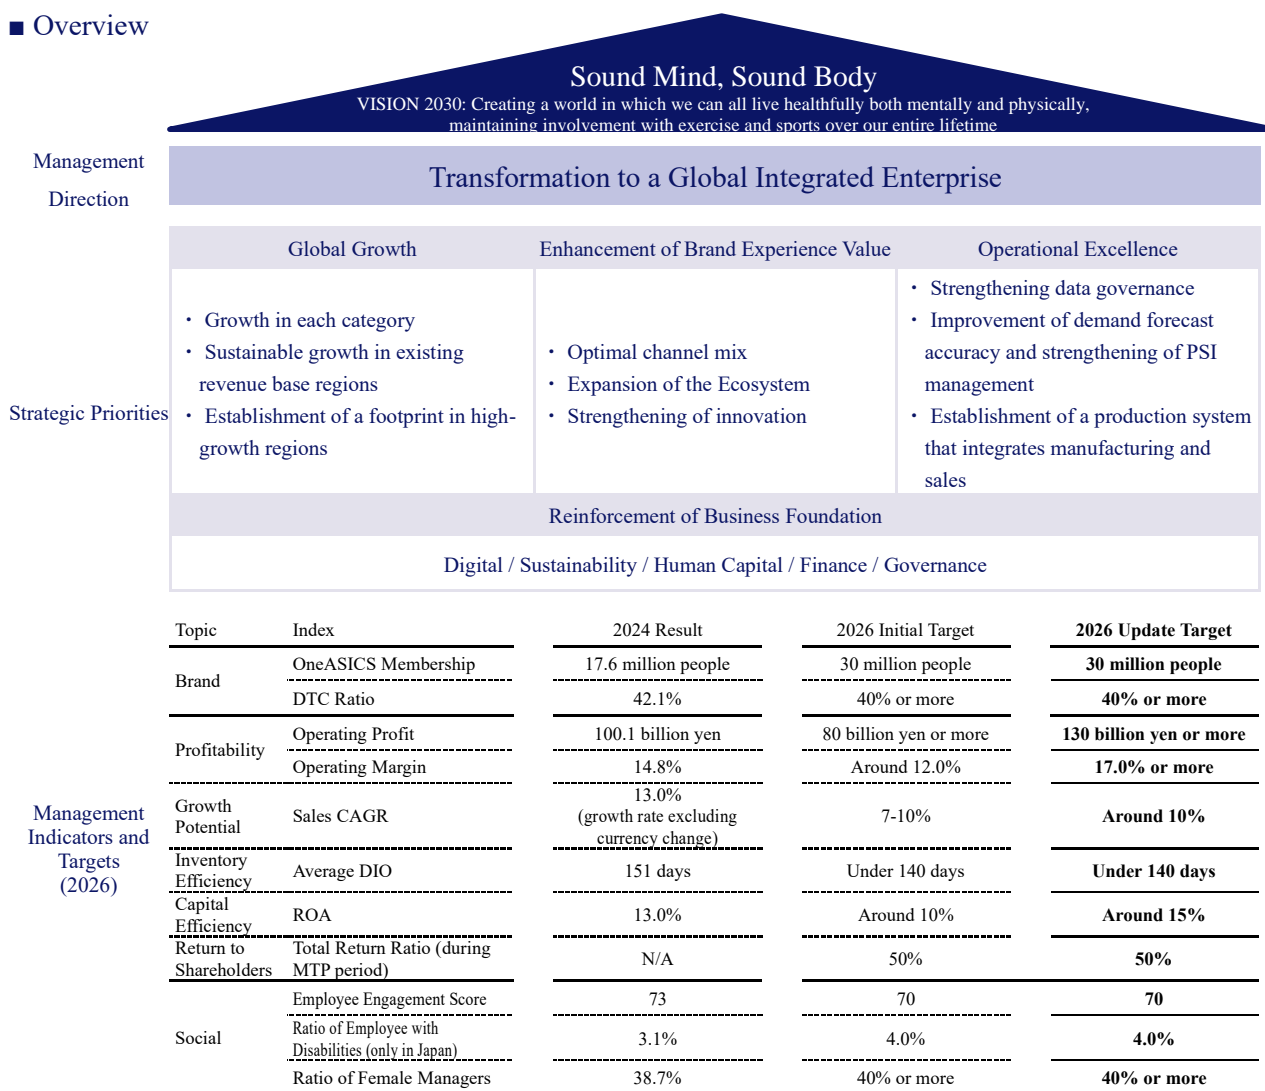 ■ Overview
Sound Mind, Sound Body
VISION 2030: Creating a world in which we can all live healthfully both mentally and physically,
maintaining involvement with exercise and sports over our entire lifetime
Management
Direction
Transformation to a Global Integrated Enterprise
Strategic Priorities
Global Growth
・ Growth in each category
・ Sustainable growth in existing
revenue base regions
・ Establishment of a footprint in high-
growth regions
Enhancement of Brand Experience Value
・ Optimal channel mix
・ Expansion of the Ecosystem
・ Strengthening of innovation
Operational Excellence
・ Strengthening data governance
・ Improvement of demand forecast
accuracy and strengthening of PSI
management
・ Establishment of a production system
that integrates manufacturing and
sales
Reinforcement of Business Foundation
Digital / Sustainability / Human Capital / Finance / Governance
Management
Indicators and
Targets
(2026)
Topic Index 2024 Result 2026 Initial Target 2026 Update Target
Brand
OneASICS Membership 17.6 million people 30 million people 30 million people
DTC Ratio 42.1% 40% or more 40% or more
Profitability
Operating Profit 100.1 billion yen 80 billion yen or more 130 billion yen or more
Operating Margin 14.8% Around 12.0% 17.0% or more
Growth
Potential
Sales CAGR
13.0%
(growth rate excluding
currency change)
7-10% Around 10%
Inventory
Efficiency
Average DIO 151 days Under 140 days Under 140 days
Capital
Efficiency
ROA 13.0% Around 10% Around 15%
Return to
Shareholders
Total Return Ratio (during
MTP period)
N/A 50% 50%
Social
Employee Engagement Score 73 70 70
Ratio of Employee with
Disabilities (only in Japan)
3.1% 4.0% 4.0%
Ratio of Female Managers 38.7% 40% or more 40% or more